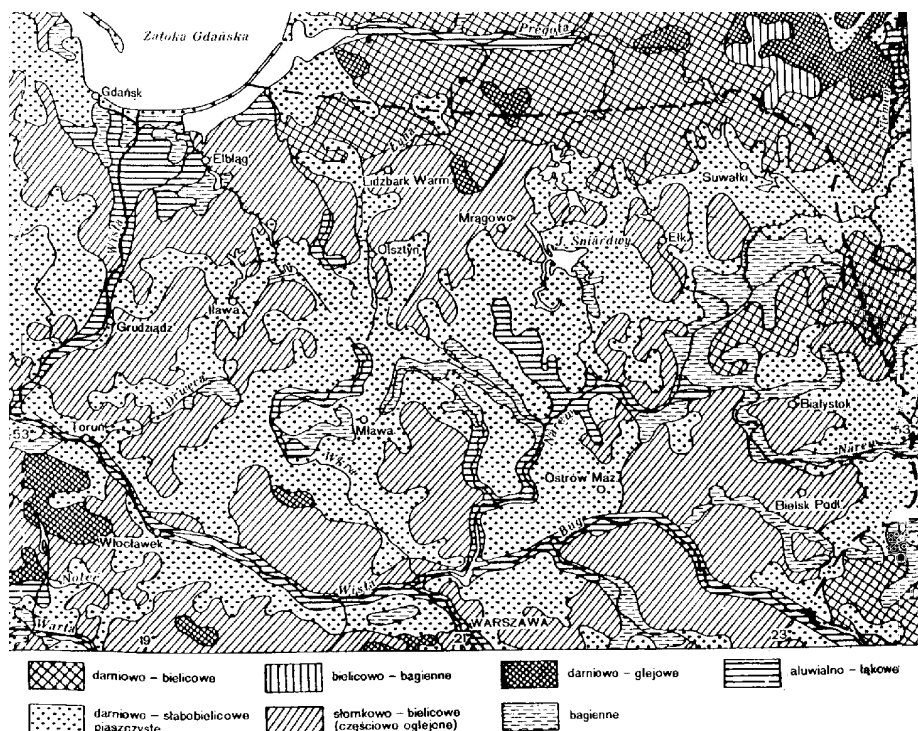 Zatoka Gdańska
Pregoła
Gdańsk
Elbląg
Łyna
Lidzbark Warm
Suwałki
Mrągowo
J. Śniardwy
Ełk
Olsztyn
Iława
Grudziądz
Drwęca
Białystok
Toruń
53°
53°
Mława
Narew
Narew
Wkra
Ostrów Maz.
Bielsk Podl.
Włocławek
Bug
Noteć
Wisła
Warta
WARSZAWA
19°
21°
23°
darniowo – bielicowe
bielicowo – bagienne
darniowo – glejowe
aluwialno – łąkowe
darniowo – słabobielicowe
piaszczyste
słomkowo – bielicowe
(częściowo oglejone)
bagienne